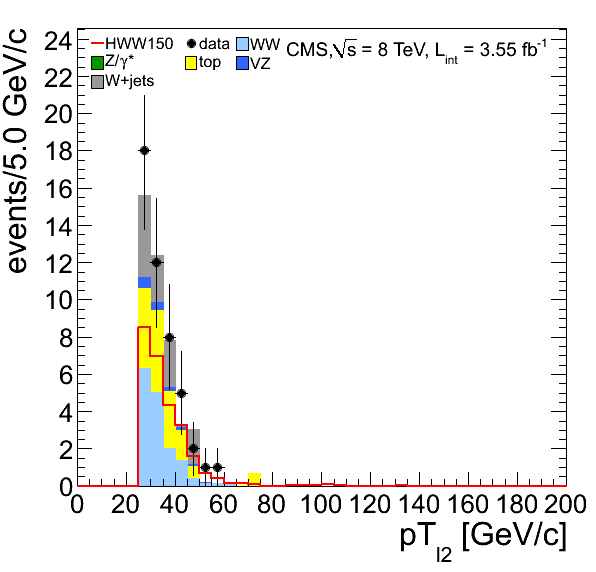 events/5.0 GeV/c
24
22
20
18
16
14
12
10
8
6
4
2
0
HWW150
data
WW
Z/γ*
top
VZ
W+jets
CMS,√s = 8 TeV, Lint = 3.55 fb-1
0 20 40 60 80 100 120 140 160 180 200
pTl2 [GeV/c]